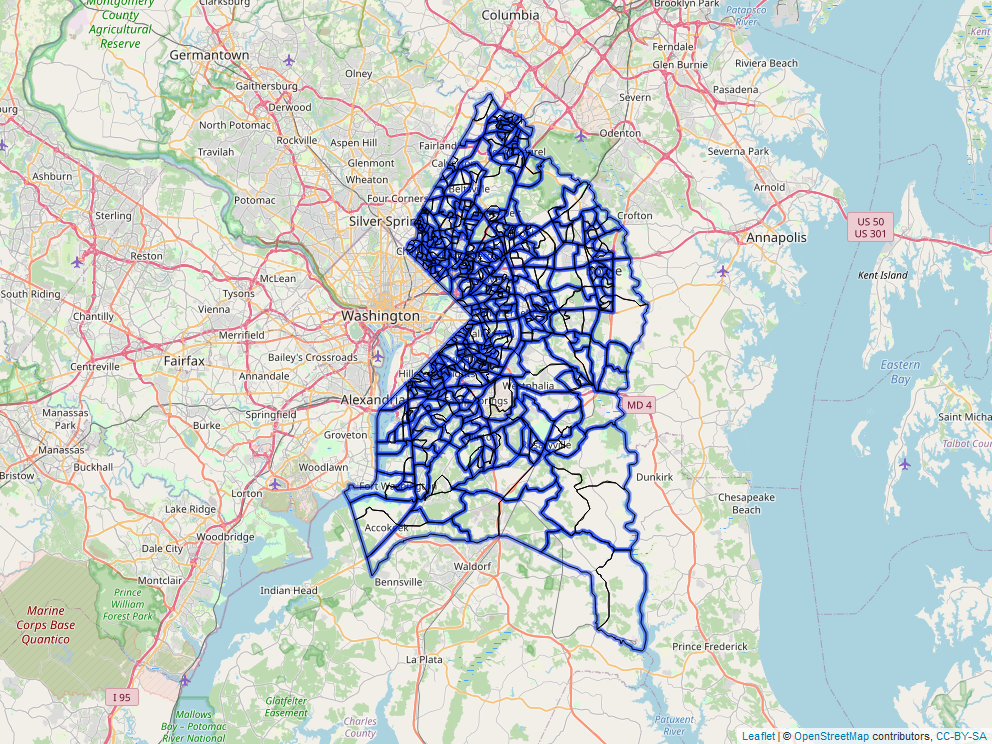 Montgomery
County
Agricultural
Reserve
Clarksburg
Columbia
Brooklyn Park
Patapsco
River
Germantown
Ferndale
Glen Burnie
Riviera Beach
Olney
Gaithersburg
Derwood
Severn
Pasadena
North Potomac
Rockville
Aspen Hill
Fairland
Odenton
Travilah
Glenmont
Severna Park
Ashburn
Wheaton
Beltsville
Arnold
Potomac
Four Corners
Sterling
Silver Sprin
Crofton
US 50
US 301
Annapolis
Reston
McLean
Kent Island
South Riding
Tysons
Chantilly
Vienna
Washington
Merrifield
Bailey's Crossroads
Centreville
Fairfax
Annandale
Eastern
Bay
Westphalia
Alexandria
MD 4
Manassas
Park
Springfield
Burke
Groveton
Saint Micha
Talbot Coun
Manassas
Buckhall
Woodlawn
Bristow
Lorton
Dunkirk
Lake Ridge
Chesapeake
Beach
Woodbridge
Accokeek
Dale City
Waldorf
Montclair
Bennsville
Indian Head
Prince
William
Forest Park
Marine
Corps Base
Quantico
Prince Frederick
La Plata
I 95
Glatfelter
Easement
Mallows
Bay – Potomac
River National
Charles
County
Patuxent
River
Leaflet | © OpenStreetMap contributors, CC-BY-SA